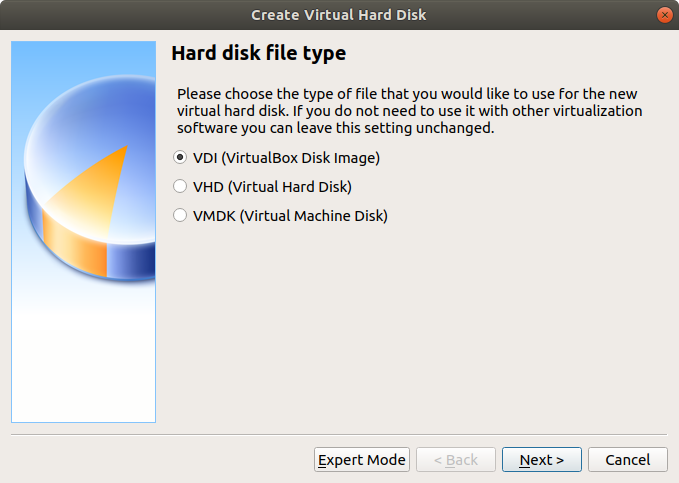 Create Virtual Hard Disk
Hard disk file type
Please choose the type of file that you would like to use for the new
virtual hard disk. If you do not need to use it with other virtualization
software you can leave this setting unchanged.
VDI (VirtualBox Disk Image)
VHD (Virtual Hard Disk)
VMDK (Virtual Machine Disk)
Expert Mode
< Back
Next >
Cancel